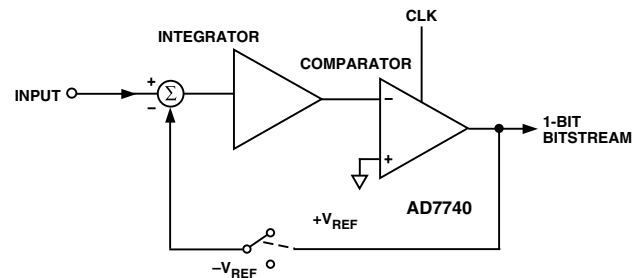 CLK
INTEGRATOR
COMPARATOR
INPUT
+
−
Σ
−
+
1-BIT
BITSTREAM
AD7740
+VREF
−VREF